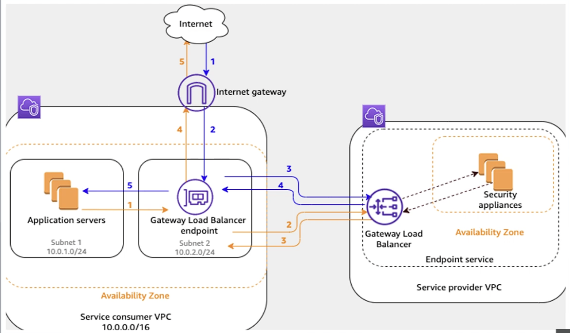 Internet
5
1
Internet gateway
4
2
3
4
5
1
Application servers
Gateway Load Balancer
endpoint
2
3
Subnet 1
10.0.1.0/24
Subnet 2
10.0.2.0/24
Availability Zone
Service consumer VPC
10.0.0.0/16
Security
appliances
Gateway Load
Balancer
Availability Zone
Endpoint service
Service provider VPC